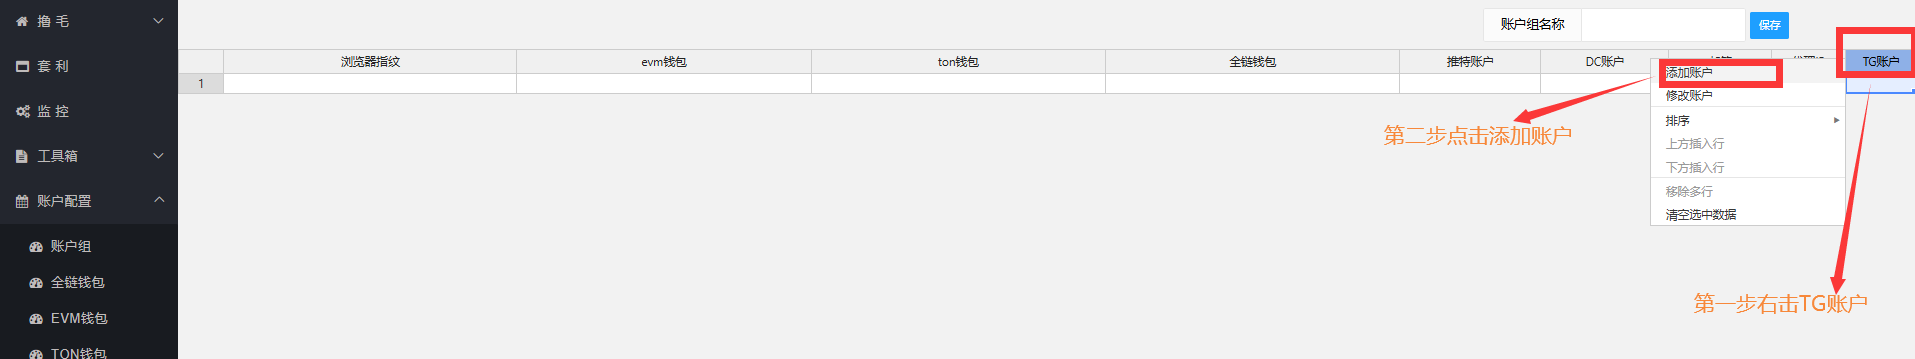 撸 毛
套 利
监 控
工具箱
账户配置
账户组
全链钱包
EVM钱包
TON钱包
账户组名称
保存
浏览器指纹 evm钱包 ton钱包 全链钱包 推特账户 DC账户 TG账户
1
添加账户
修改账户
排序
上方插入行
下方插入行
移除多行
清空选中数据
第二步点击添加账户
第一步右击TG账户